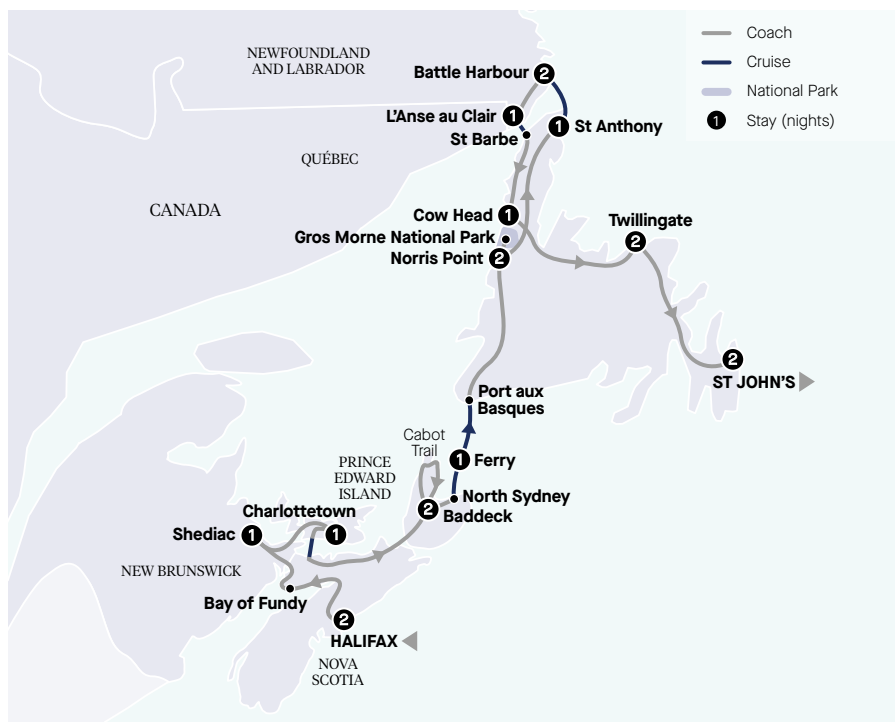 NEWFOUNDLAND
AND LABRADOR
Coach
Cruise
National Park
1 Stay (nights)
Battle Harbour 2
L'Anse au Clair 1
1 St Anthony
St Barbe
QUÉBEC
CANADA
Cow Head 1
Twillingate
2
Gros Morne National Park
Norris Point 2
2
ST JOHN'S
Port aux
Basques
Cabot
Trail
PRINCE
EDWARD
ISLAND
1 Ferry
North Sydney
2
Baddeck
Charlottetown
1
Shediac 1
NEW BRUNSWICK
Bay of Fundy
2
HALIFAX
NOVA
SCOTIA